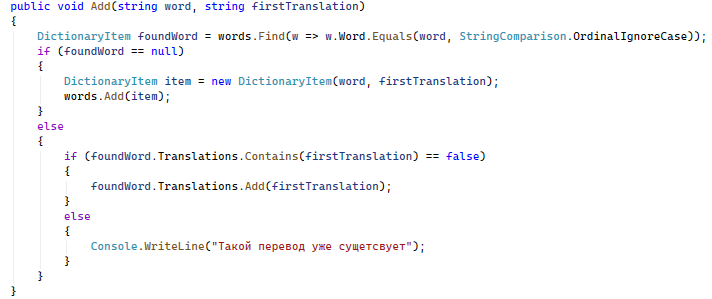 public void Add(string word, string firstTranslation)
{
    DictionaryItem foundWord = words.Find(w => w.Word.Equals(word, StringComparison.OrdinalIgnoreCase));
    if (foundWord == null)
    {
        DictionaryItem item = new DictionaryItem(word, firstTranslation);
        words.Add(item);
    }
    else
    {
        if (foundWord.Translations.Contains(firstTranslation) == false)
        {
            foundWord.Translations.Add(firstTranslation);
        }
        else
        {
            Console.WriteLine("Такой перевод уже сущетсвует");
        }
    }
}